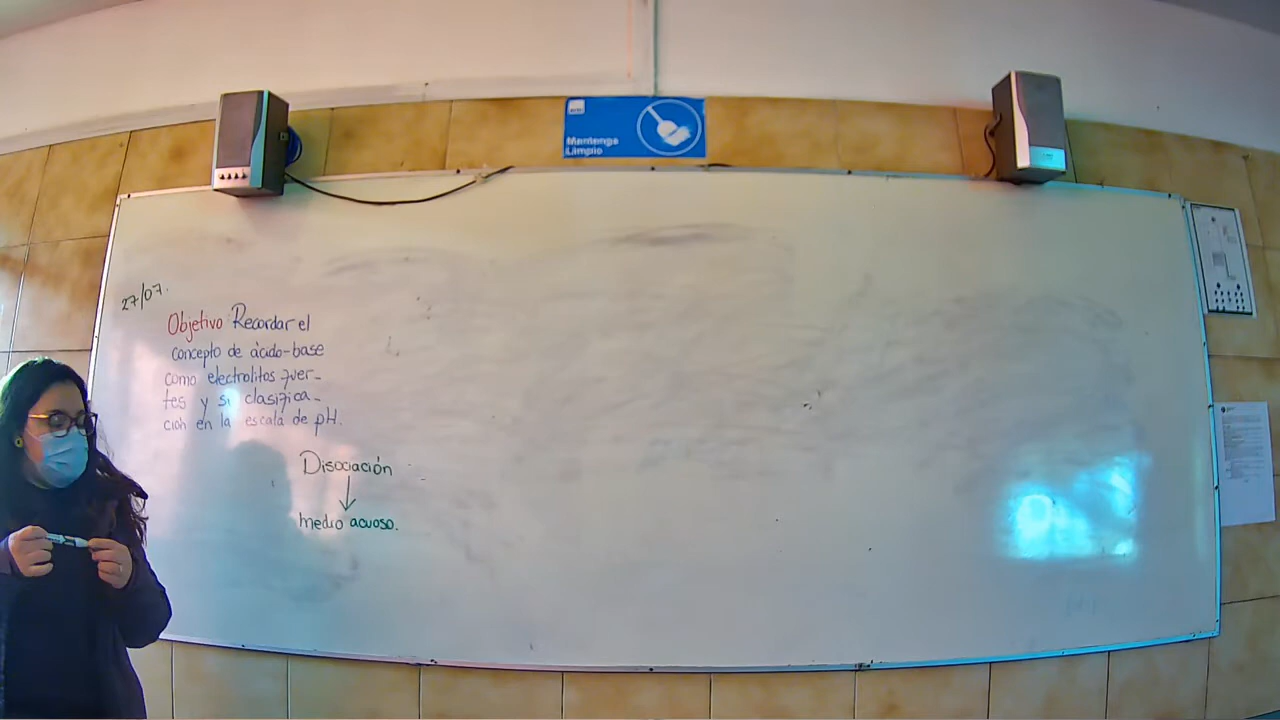 Mantenga
Limpio
27/07.
Objetivo Recordar el
concepto de ácido-base
como electrolitos fuer-
tes y su clasifica-
ción en la escala de pH.
Disociación
medio acuoso.